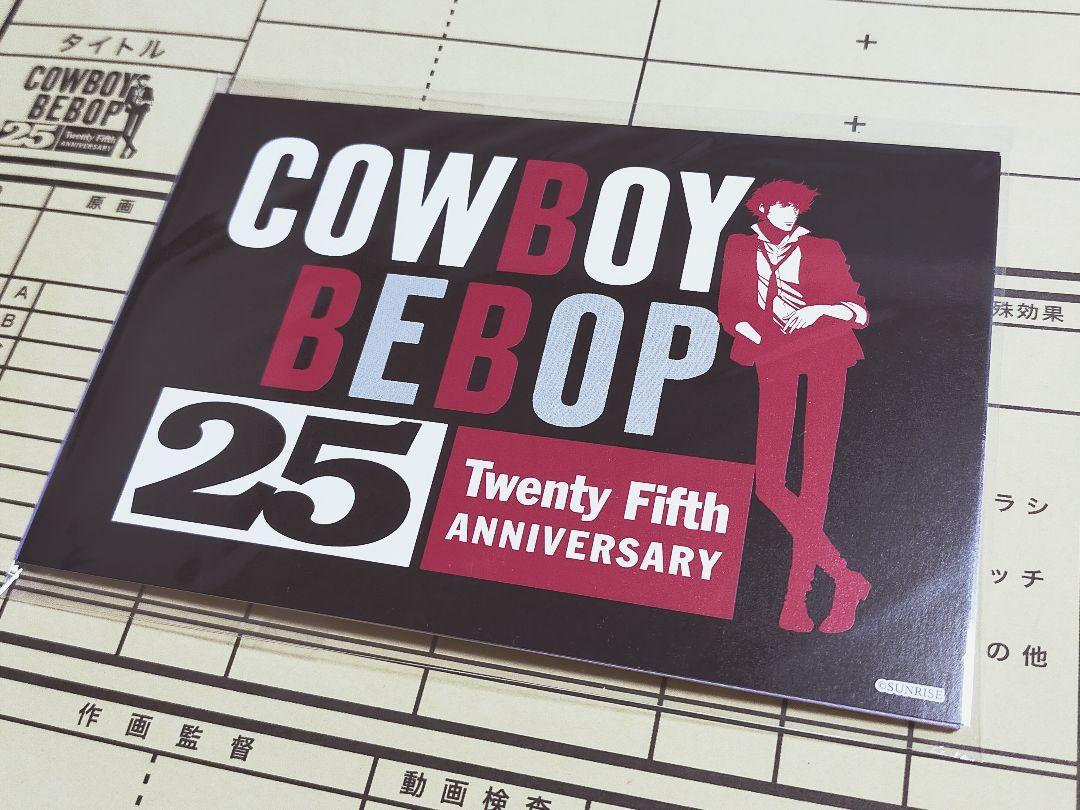 タイトル
COWBOY
BEBOP
25 Twenty Fifth
ANNIVERSARY
原画
A
B
COWBOY
BEBOP
25
Twenty Fifth
ANNIVERSARY
©SUNRISE
殊効果
ラシ
ッチ
の他
作画監督
動画検査